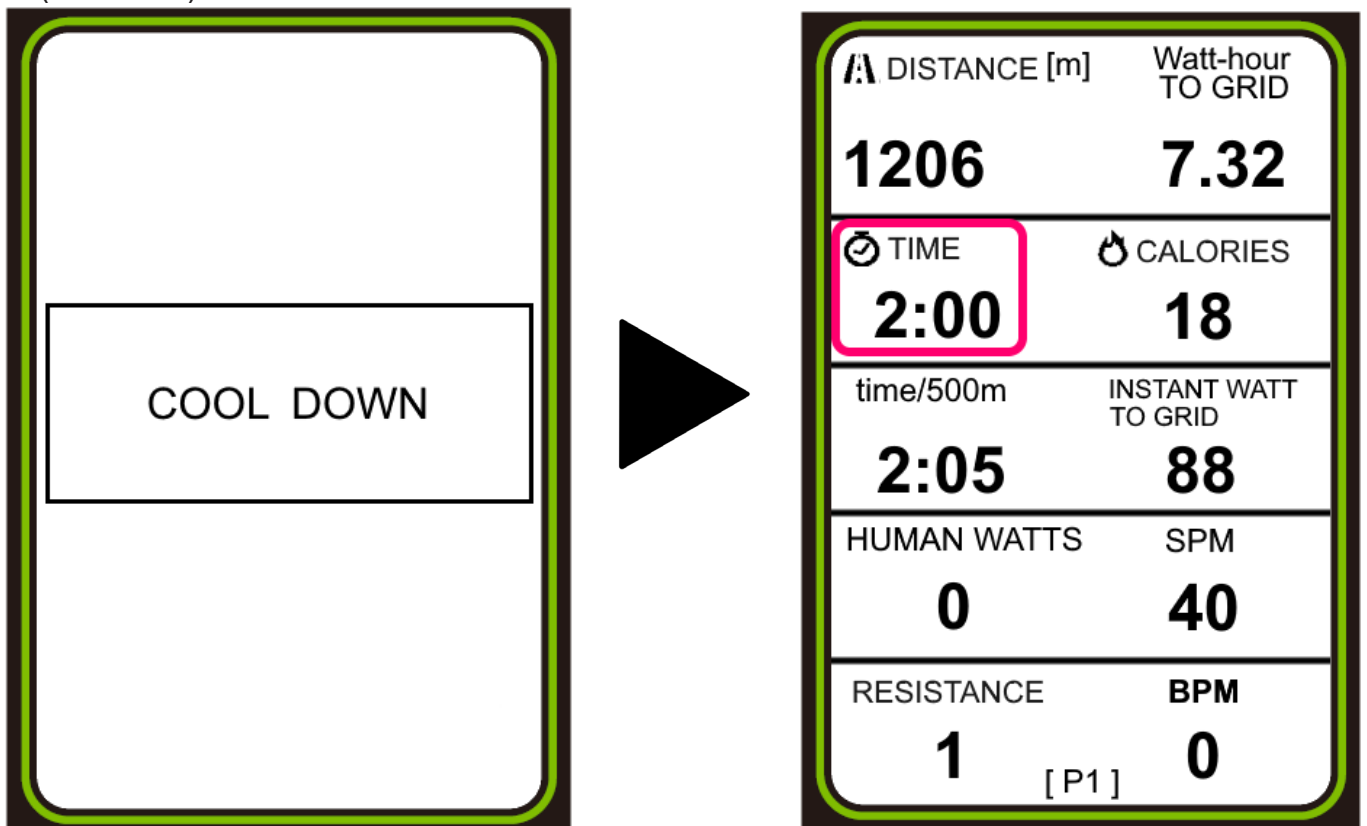 COOL DOWN
DISTANCE [m]
Watt-hour
TO GRID
1206
7.32
TIME
CALORIES
2:00
18
time/500m
INSTANT WATT
TO GRID
2:05
88
HUMAN WATTS
SPM
0
40
RESISTANCE
BPM
1
0
[ P1 ]